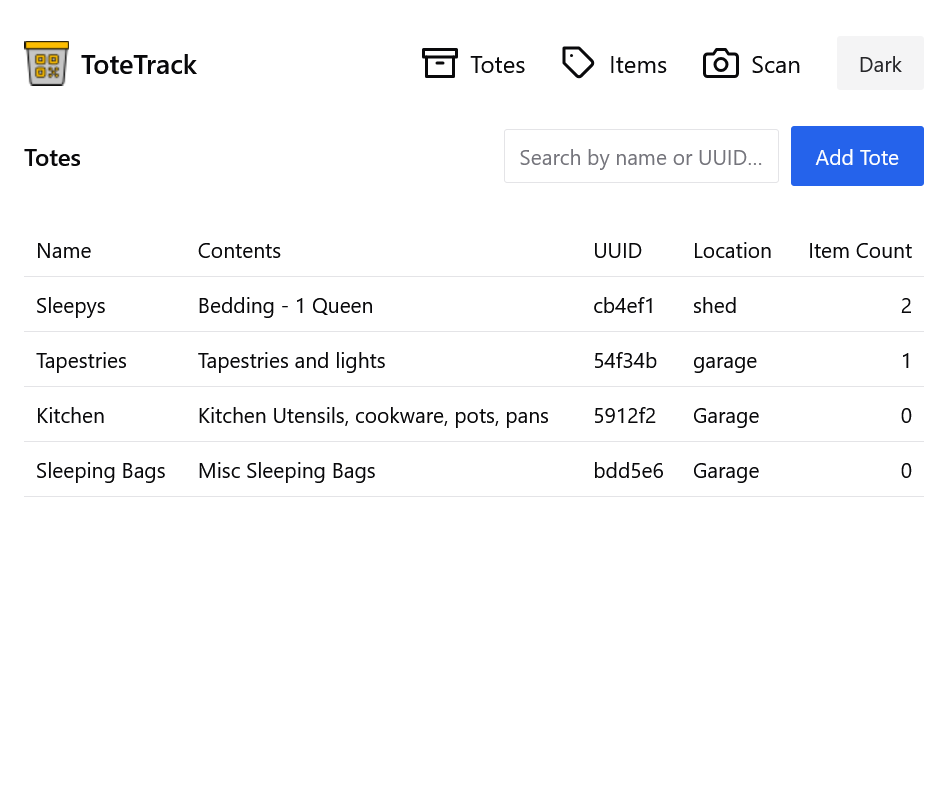 ToteTrack Totes Items Scan Dark
Totes Search by name or UUID... Add Tote
Name Contents UUID Location Item Count
Sleepys Bedding - 1 Queen cb4ef1 shed 2
Tapestries Tapestries and lights 54f34b garage 1
Kitchen Kitchen Utensils, cookware, pots, pans 5912f2 Garage 0
Sleeping Bags Misc Sleeping Bags bdd5e6 Garage 0